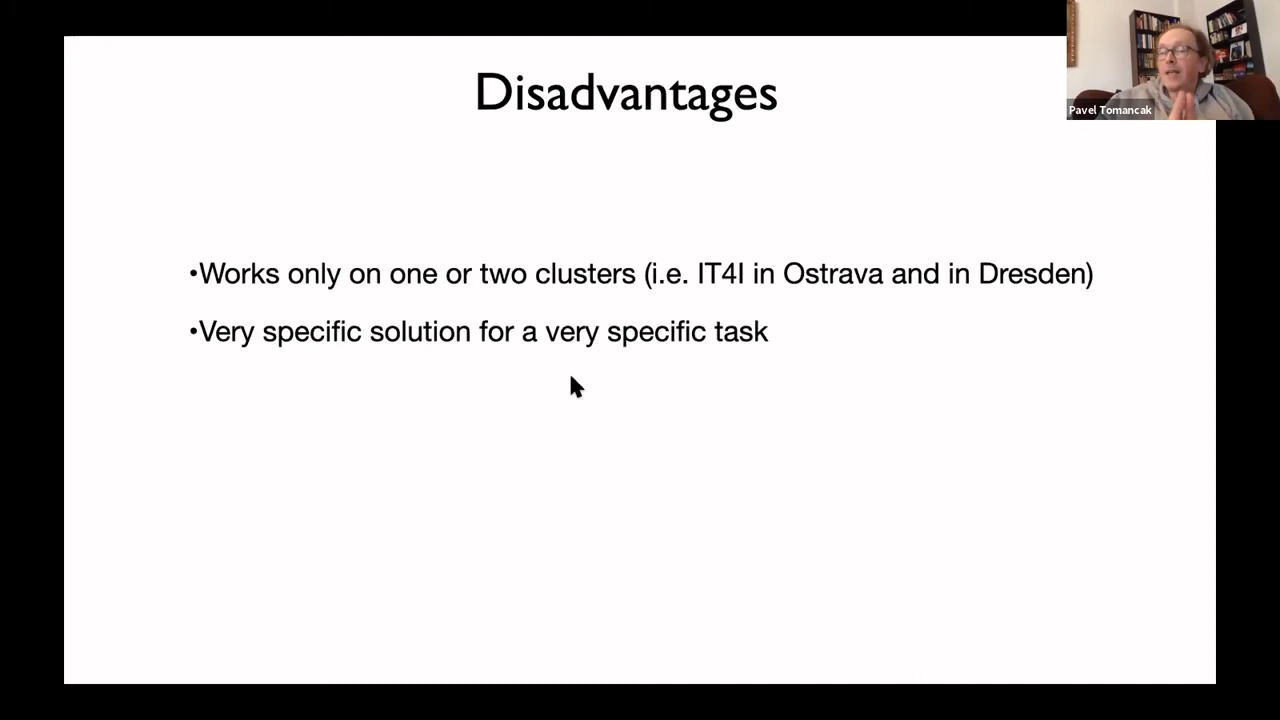 Disadvantages
Pavel Tomancak
•Works only on one or two clusters (i.e. IT4I in Ostrava and in Dresden)
•Very specific solution for a very specific task